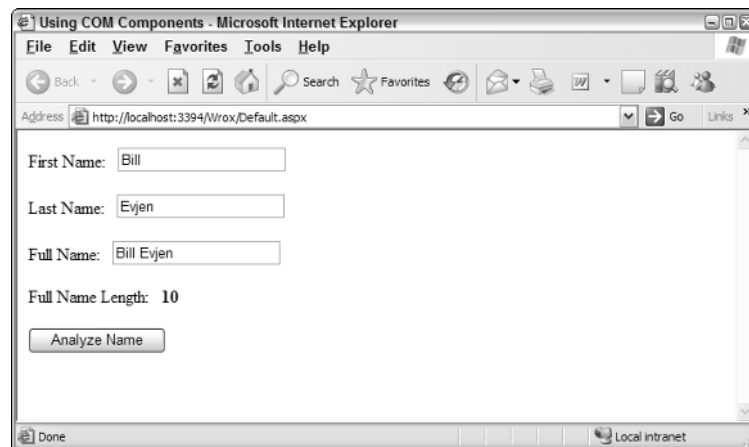 Using COM Components - Microsoft Internet Explorer
File Edit View Favorites Tools Help
Back Search Favorites
Address http://localhost:3394/Wrox/Default.aspx Go Links »
First Name: Bill
Last Name: Evjen
Full Name: Bill Evjen
Full Name Length: 10
Analyze Name
Done Local intranet